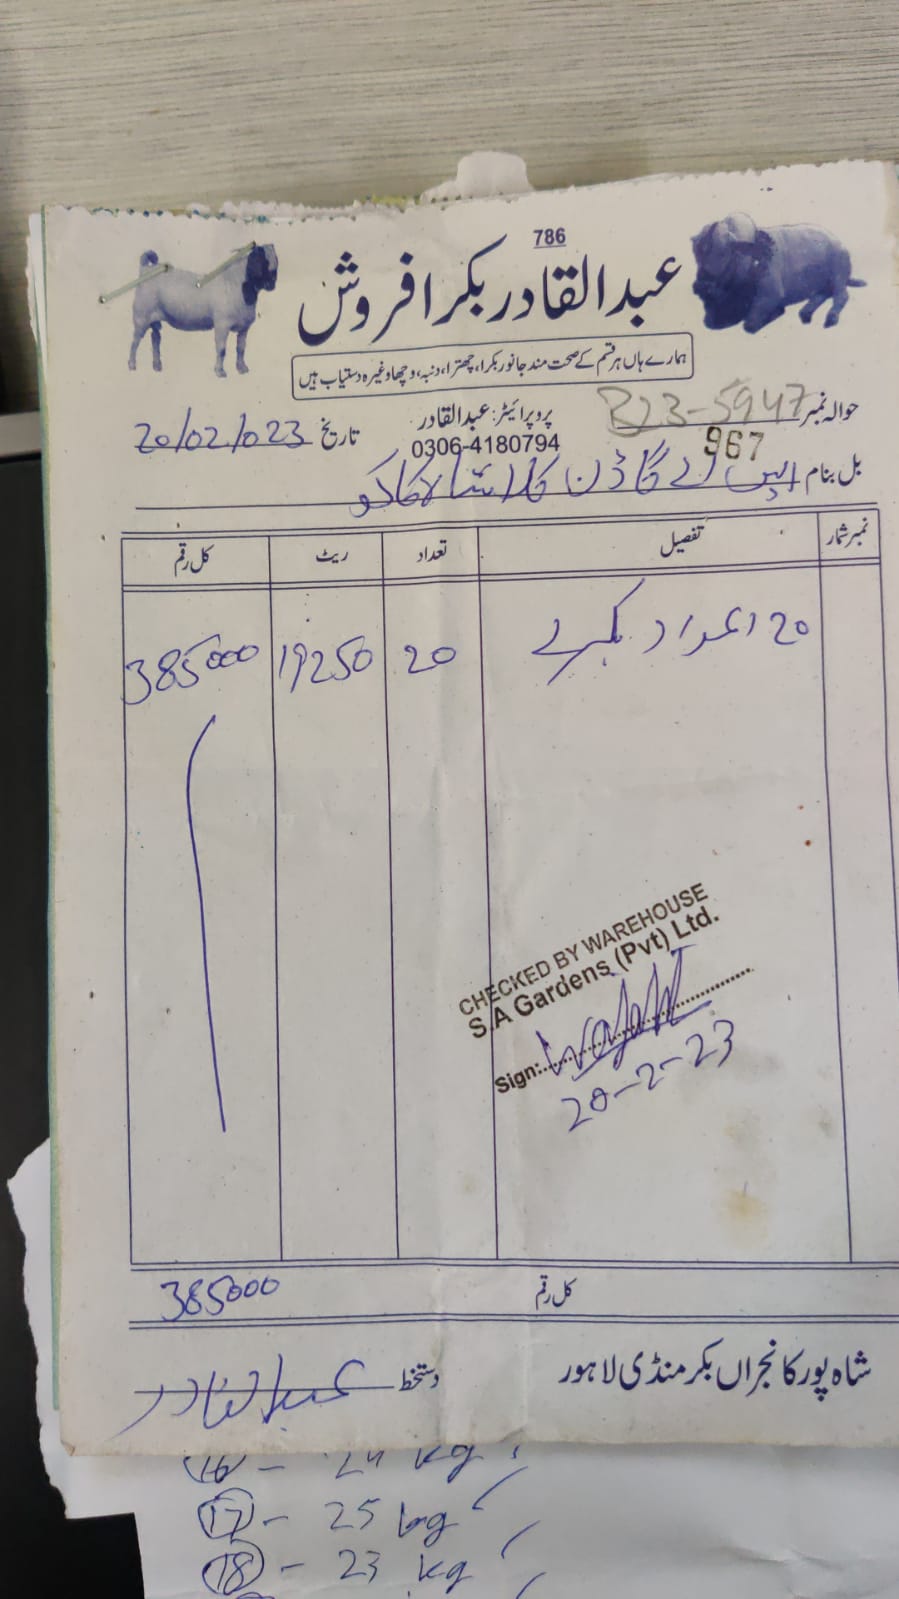 786
عبدالقادر بکرا فروش
ہمارے ہاں ہر قسم کے صحت مند جانور بکرا، چھترا، دنبہ، وچھا وغیرہ دستیاب ہیں
حوالہ نمبر B23-5947
پروپرائیٹر: عبدالقادر
تاریخ 20/02/023
0306-4180794
967
بل بنام ایس اے گارڈن کالا شاہ کاکو
نمبر شمار تفصیل تعداد ریٹ کل رقم
20 اعداد بکرے 20 19250 385000
CHECKED BY WAREHOUSE
S.A Gardens (Pvt) Ltd.
Sign:
20-2-23
کل رقم 385000
شاہ پور کانجراں بکر منڈی لاہور
دستخط عبدالقادر
16 - 24 kg
17 - 25 kg
18 - 23 kg